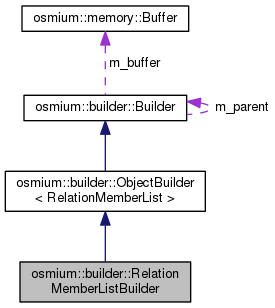 osmium::memory::Buffer
m_buffer
osmium::builder::Builder
m_parent
osmium::builder::ObjectBuilder
< RelationMemberList >
osmium::builder::Relation
MemberListBuilder